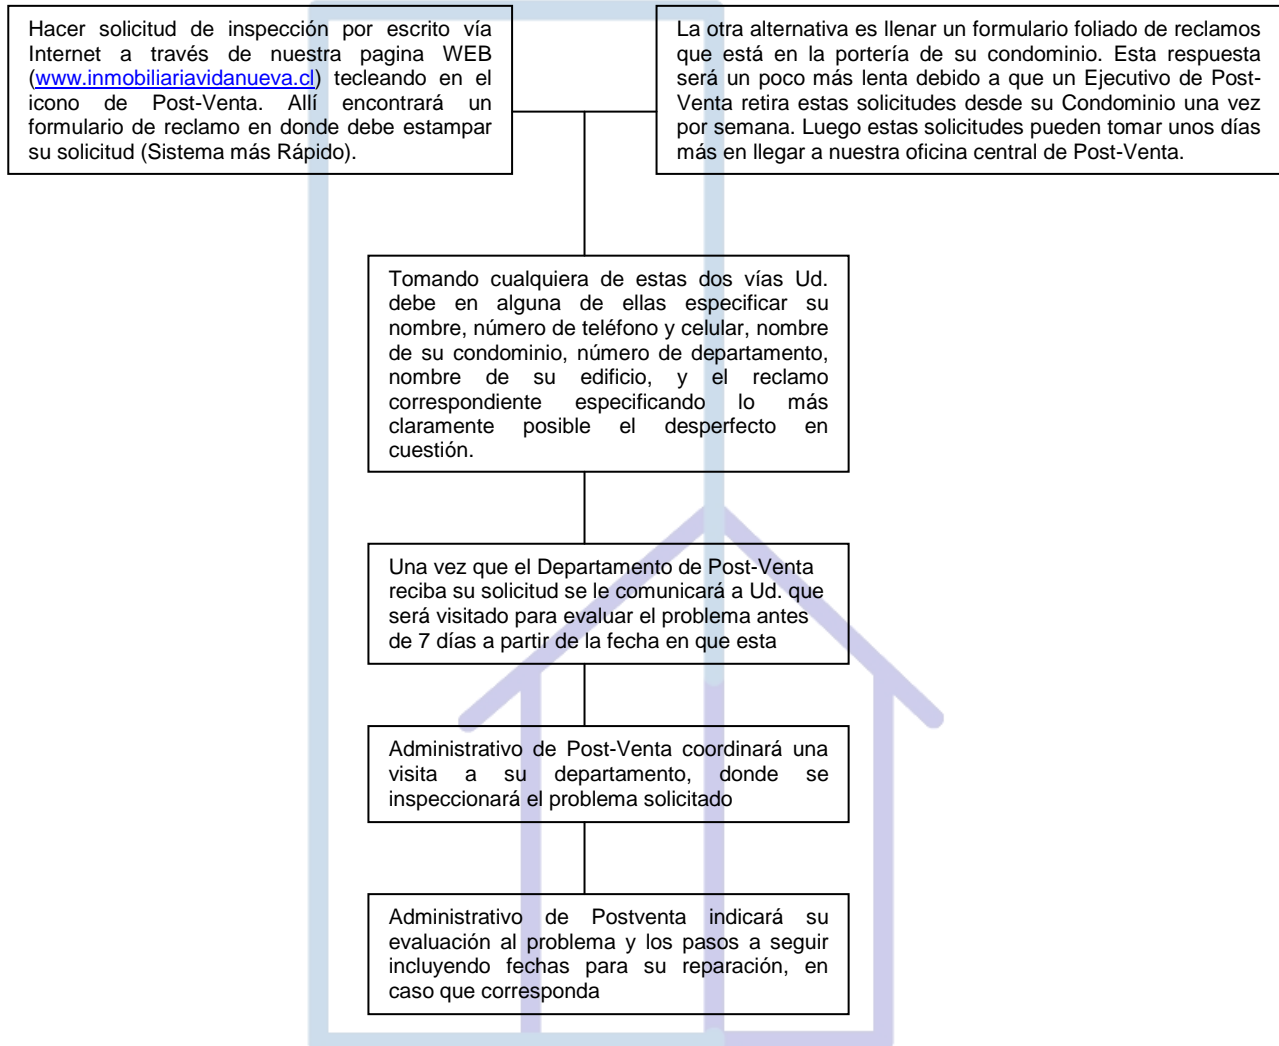 Hacer solicitud de inspección por escrito vía
Internet a través de nuestra pagina WEB
(www.inmobiliariavidanueva.cl) tecleando en el
icono de Post-Venta. Allí encontrará un
formulario de reclamo en donde debe estampar
su solicitud (Sistema más Rápido).
La otra alternativa es llenar un formulario foliado de reclamos
que está en la portería de su condominio. Esta respuesta
será un poco más lenta debido a que un Ejecutivo de Post-
Venta retira estas solicitudes desde su Condominio una vez
por semana. Luego estas solicitudes pueden tomar unos días
más en llegar a nuestra oficina central de Post-Venta.
Tomando cualquiera de estas dos vías Ud.
debe en alguna de ellas especificar su
nombre, número de teléfono y celular, nombre
de su condominio, número de departamento,
nombre de su edificio, y el reclamo
correspondiente especificando lo más
claramente posible el desperfecto en
cuestión.
Una vez que el Departamento de Post-Venta
reciba su solicitud se le comunicará a Ud. que
será visitado para evaluar el problema antes
de 7 días a partir de la fecha en que esta
Administrativo de Post-Venta coordinará una
visita a su departamento, donde se
inspeccionará el problema solicitado
Administrativo de Postventa indicará su
evaluación al problema y los pasos a seguir
incluyendo fechas para su reparación, en
caso que corresponda